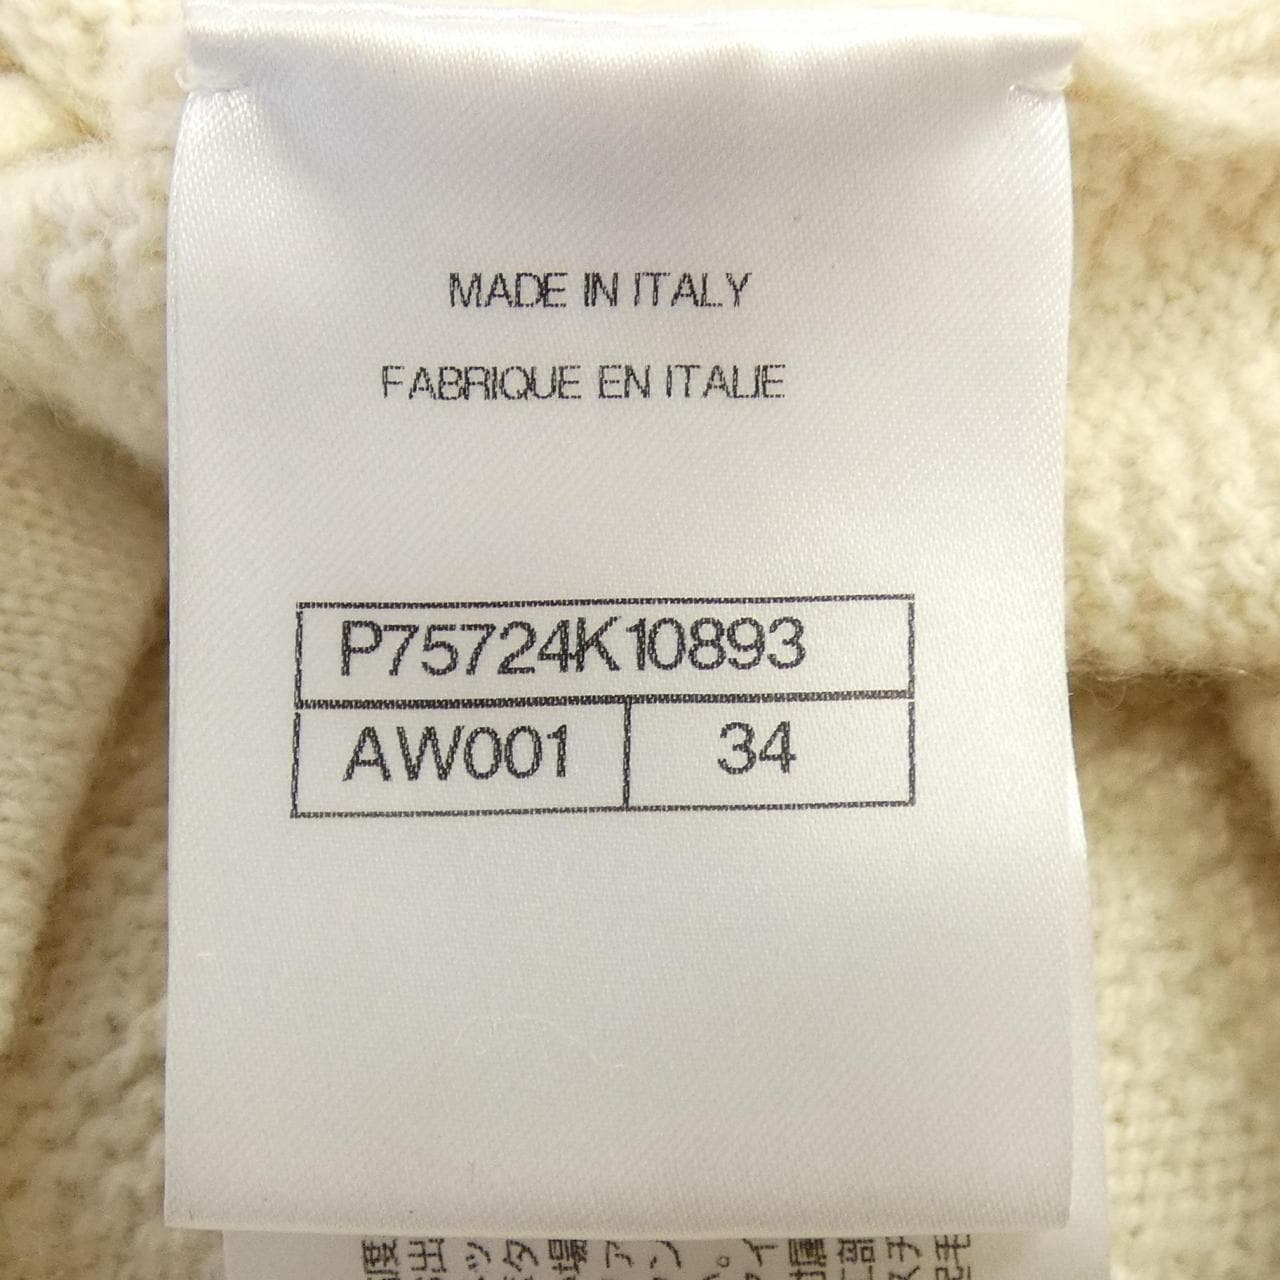 MADE IN ITALY
FABRIQUE EN ITALIE
P75724K10893
AW001 34